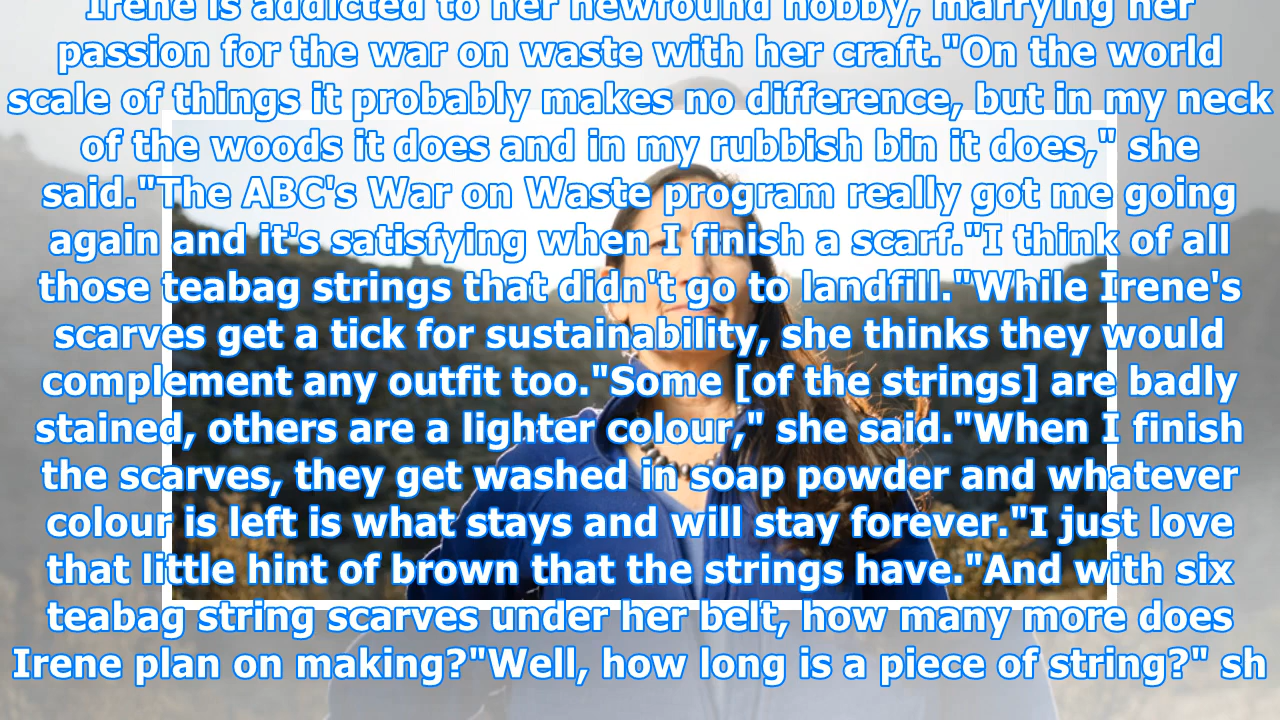 Irene is addicted to her newfound hobby, marrying her
passion for the war on waste with her craft."On the world
scale of things it probably makes no difference, but in my neck
of the woods it does and in my rubbish bin it does," she
said."The ABC's War on Waste program really got me going
again and it's satisfying when I finish a scarf."I think of all
those teabag strings that didn't go to landfill."While Irene's
scarves get a tick for sustainability, she thinks they would
complement any outfit too."Some [of the strings] are badly
stained, others are a lighter colour," she said."When I finish
the scarves, they get washed in soap powder and whatever
colour is left is what stays and will stay forever."I just love
that little hint of brown that the strings have."And with six
teabag string scarves under her belt, how many more does
Irene plan on making?"Well, how long is a piece of string?" sh